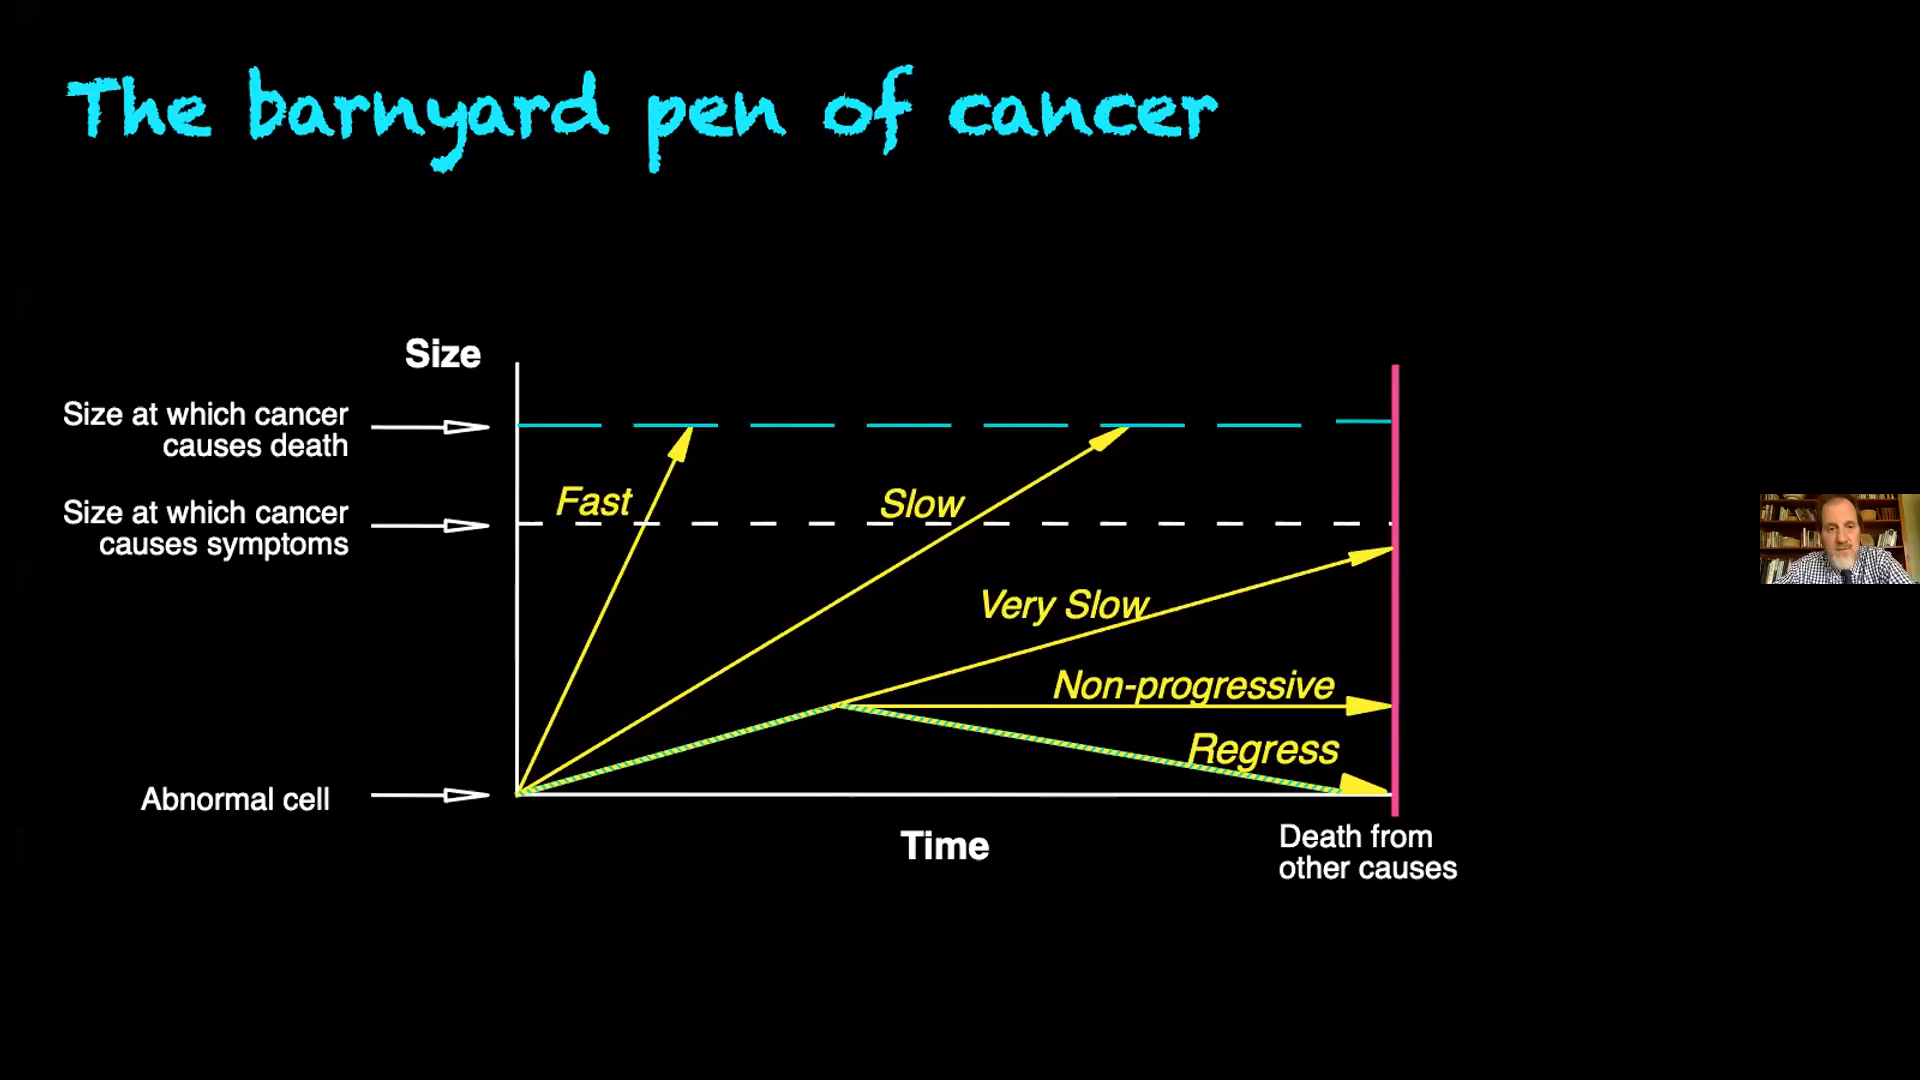 The barnyard pen of cancer
Size
Size at which cancer
causes death
Fast
Slow
Size at which cancer
causes symptoms
Very Slow
Non-progressive
Regress
Abnormal cell
Time
Death from
other causes